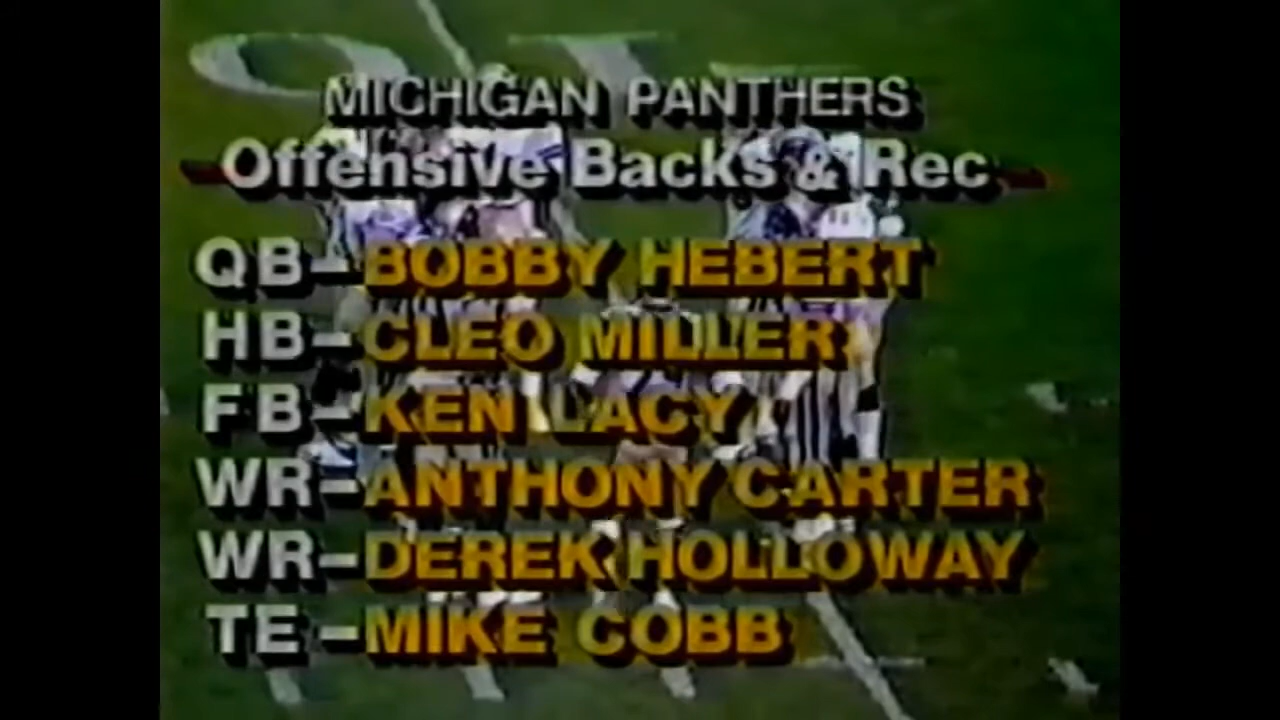 MICHIGAN PANTHERS
Offensive Backs & Rec
QB-BOBBY HEBERT
HB-CLEO MILLER
FB-KEN LACY
WR-ANTHONY CARTER
WR-DEREK HOLLOWAY
TE-MIKE COBB